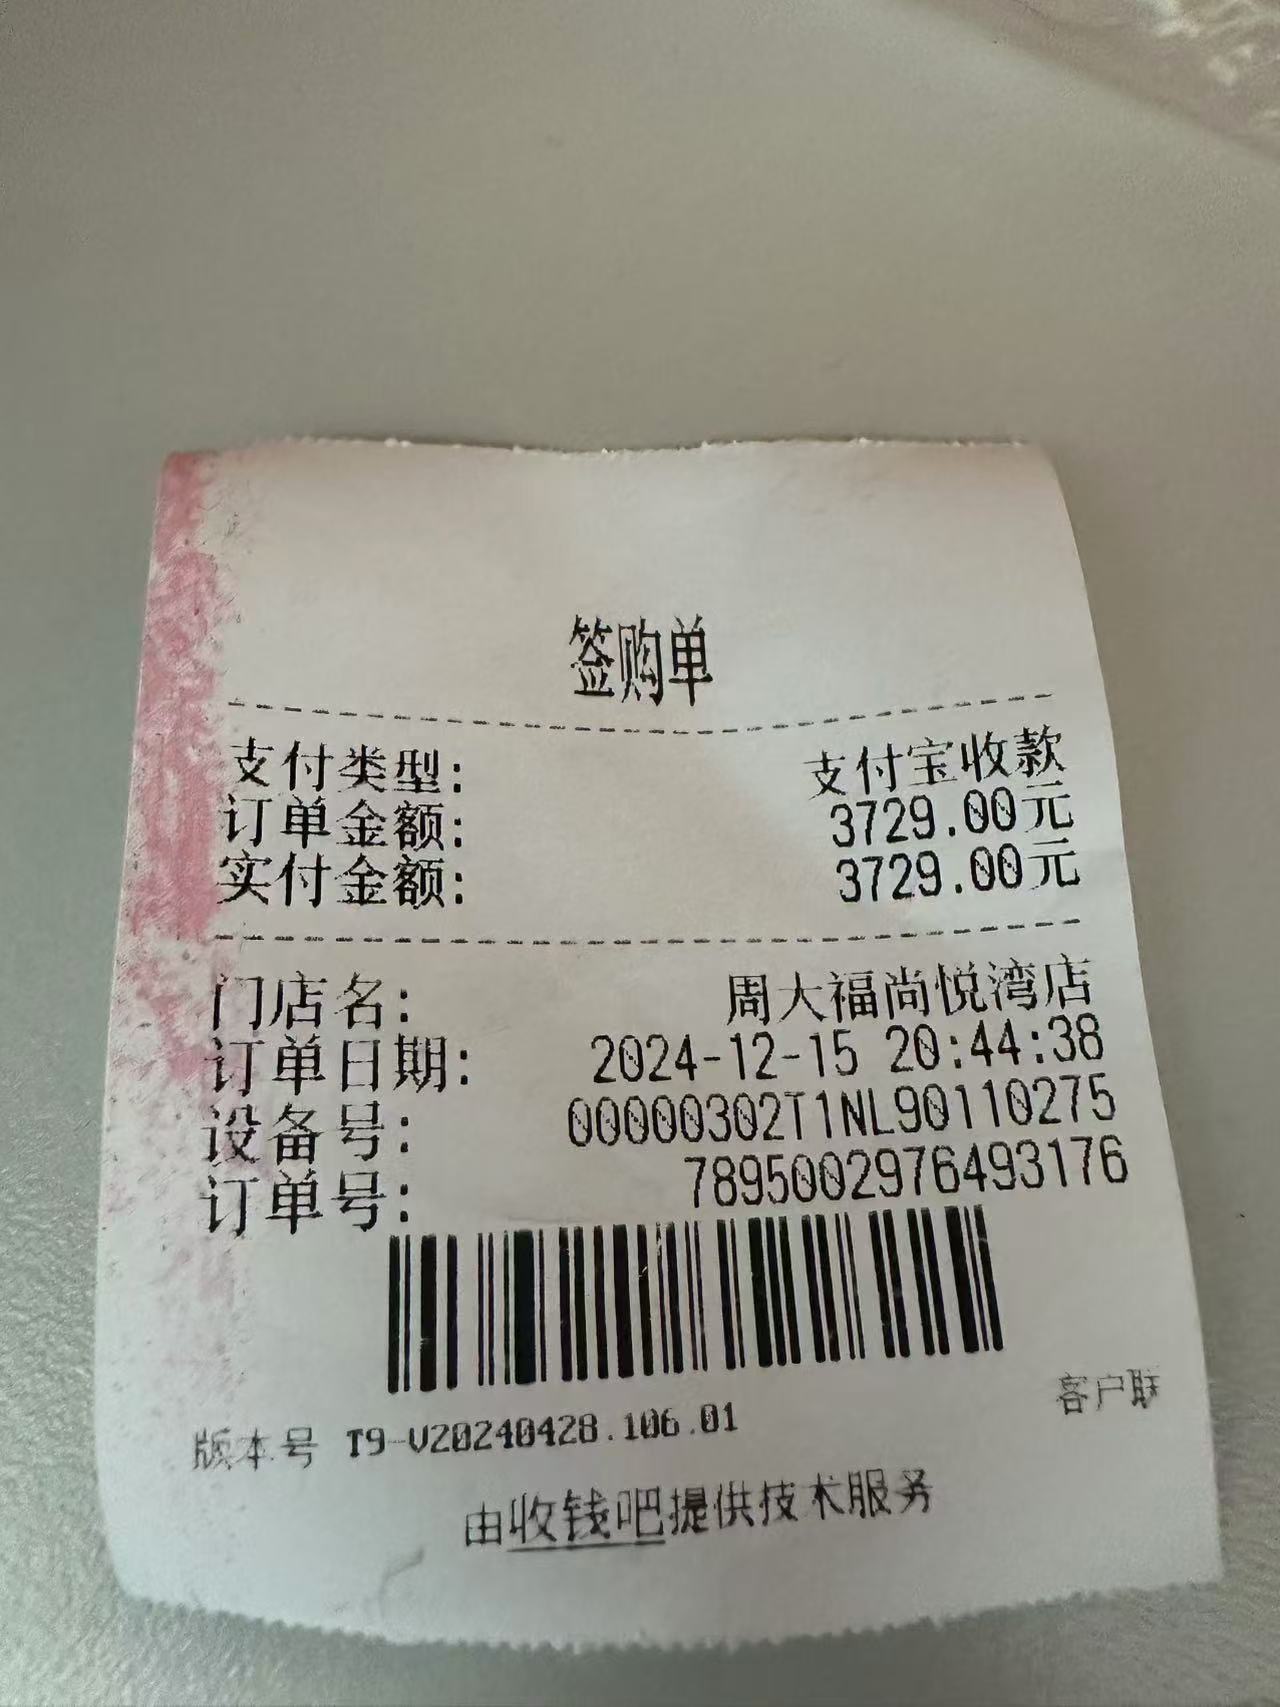 签购单
支付类型： 支付宝收款
订单金额： 3729.00元
实付金额： 3729.00元
门店名： 周大福尚悦湾店
订单日期： 2024-12-15 20:44:38
设备号： 00000302T1NL90110275
订单号： 7895002976493176
客户联
版本号 T9-V20240428.106.01
由收钱吧提供技术服务